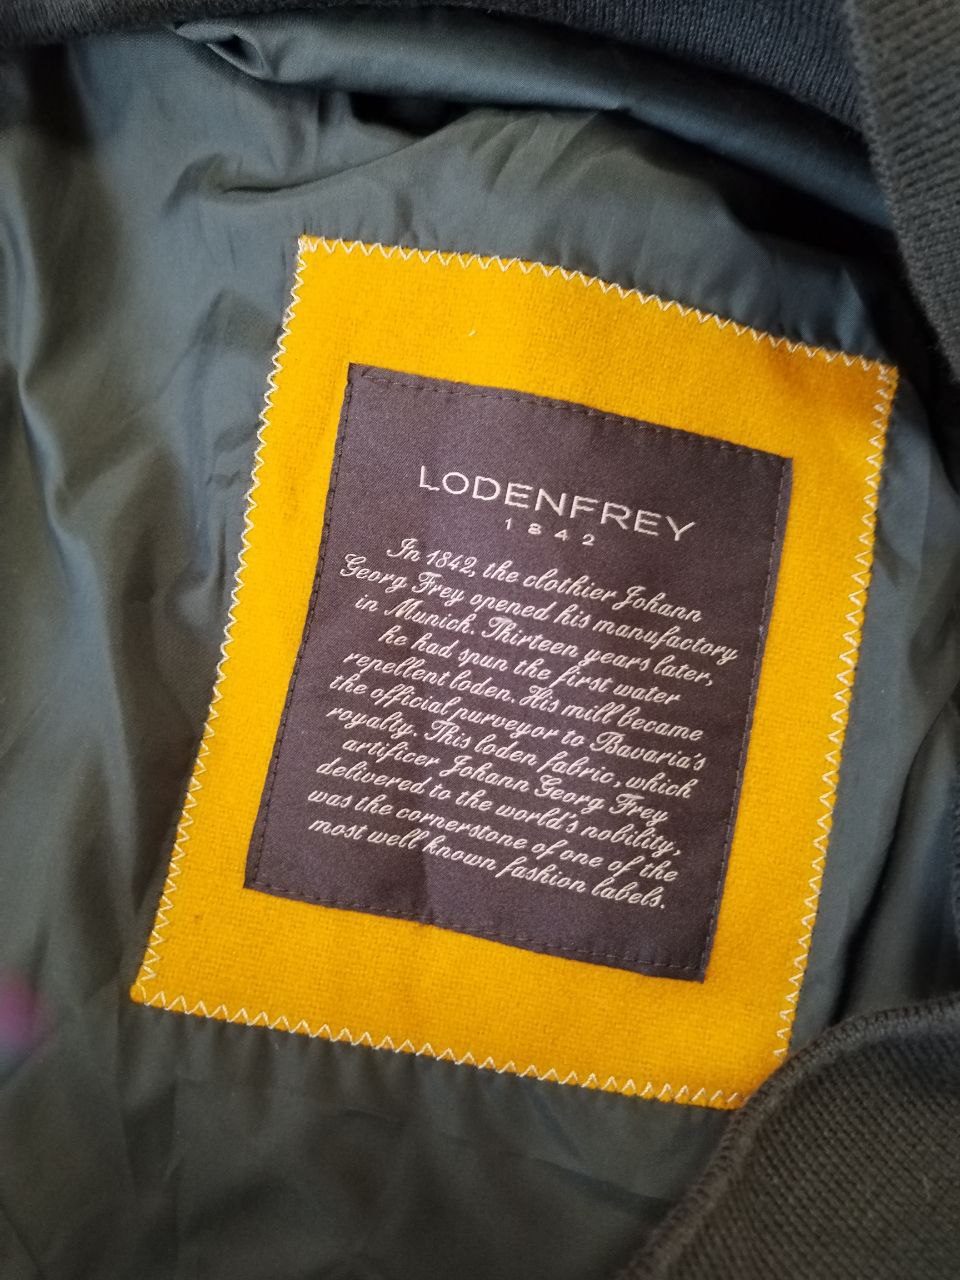 LODENFREY
1842
In 1842, the clothier Johann
Georg Frey opened his manufactory
in Munich. Thirteen years later,
he had spun the first water
repellent loden. His mill became
the official purveyor to Bavaria's
royalty. This loden fabric, which
artificer Johann Georg Frey
delivered to the world's nobility,
was the cornerstone of one of the
most well known fashion labels.